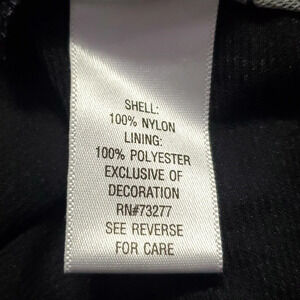 SHELL:
100% NYLON
LINING:
100% POLYESTER
EXCLUSIVE OF
DECORATION
RN#73277
SEE REVERSE
FOR CARE